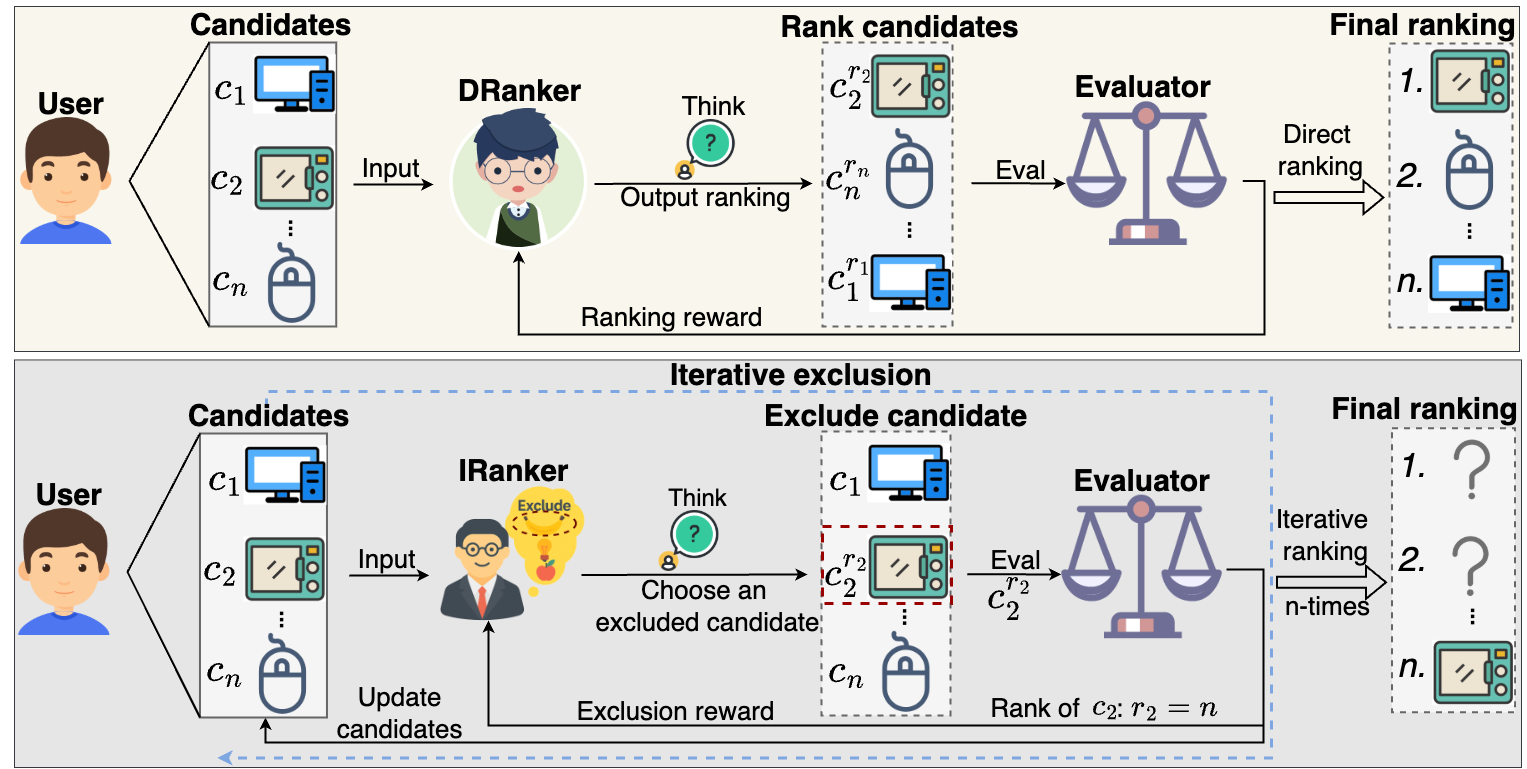 Candidates
Rank candidates
Final ranking
User
DRanker
Evaluator
Think
?
c_1
c_2
⋮
c_n
Input
Output ranking
c_2^{r_2}
c_n^{r_n}
⋮
c_1^{r_1}
Eval
Direct
ranking
1.
2.
⋮
n.
Ranking reward
Iterative exclusion
Candidates
Exclude candidate
Final ranking
User
IRanker
Exclude
Evaluator
Think
?
c_1
c_2
⋮
c_n
Input
Choose an
excluded candidate
c_1
c_2^{r_2}
⋮
c_n
Eval
c_2^{r_2}
Iterative
ranking
n-times
1. ?
2. ?
⋮
n.
Update
candidates
Exclusion reward
Rank of c_2: r_2 = n